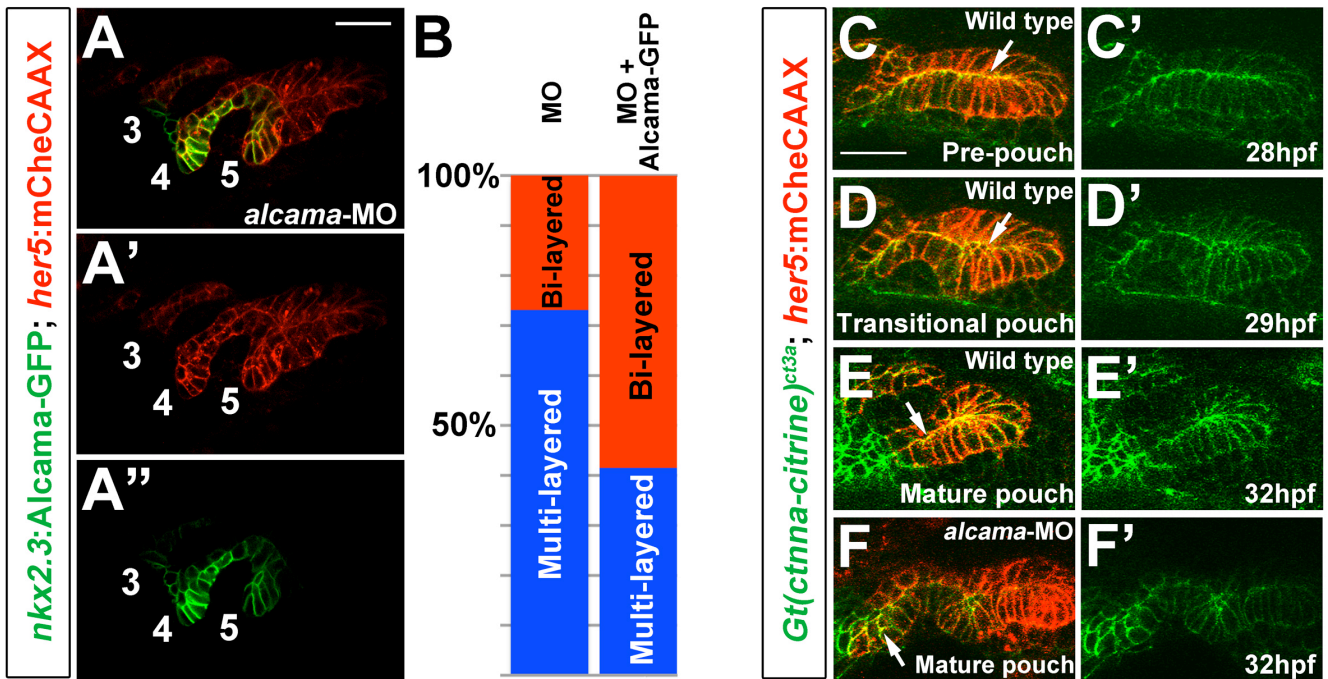 nkx2.3:Alcama-GFP; her5:mCheCAAX
A
3
4
5
alcama-MO
A’
3
4
5
A”
3
4
5
B
MO
MO +
Alcama-GFP
100%
50%
Bi-layered
Multi-layered
Bi-layered
Multi-layered
Gt(ctnna-citrine)ct3a; her5:mCheCAAX
C
Wild type
Pre-pouch
C’
28hpf
D
Wild type
Transitional pouch
D’
29hpf
E
Wild type
Mature pouch
E’
32hpf
F
alcama-MO
Mature pouch
F’
32hpf